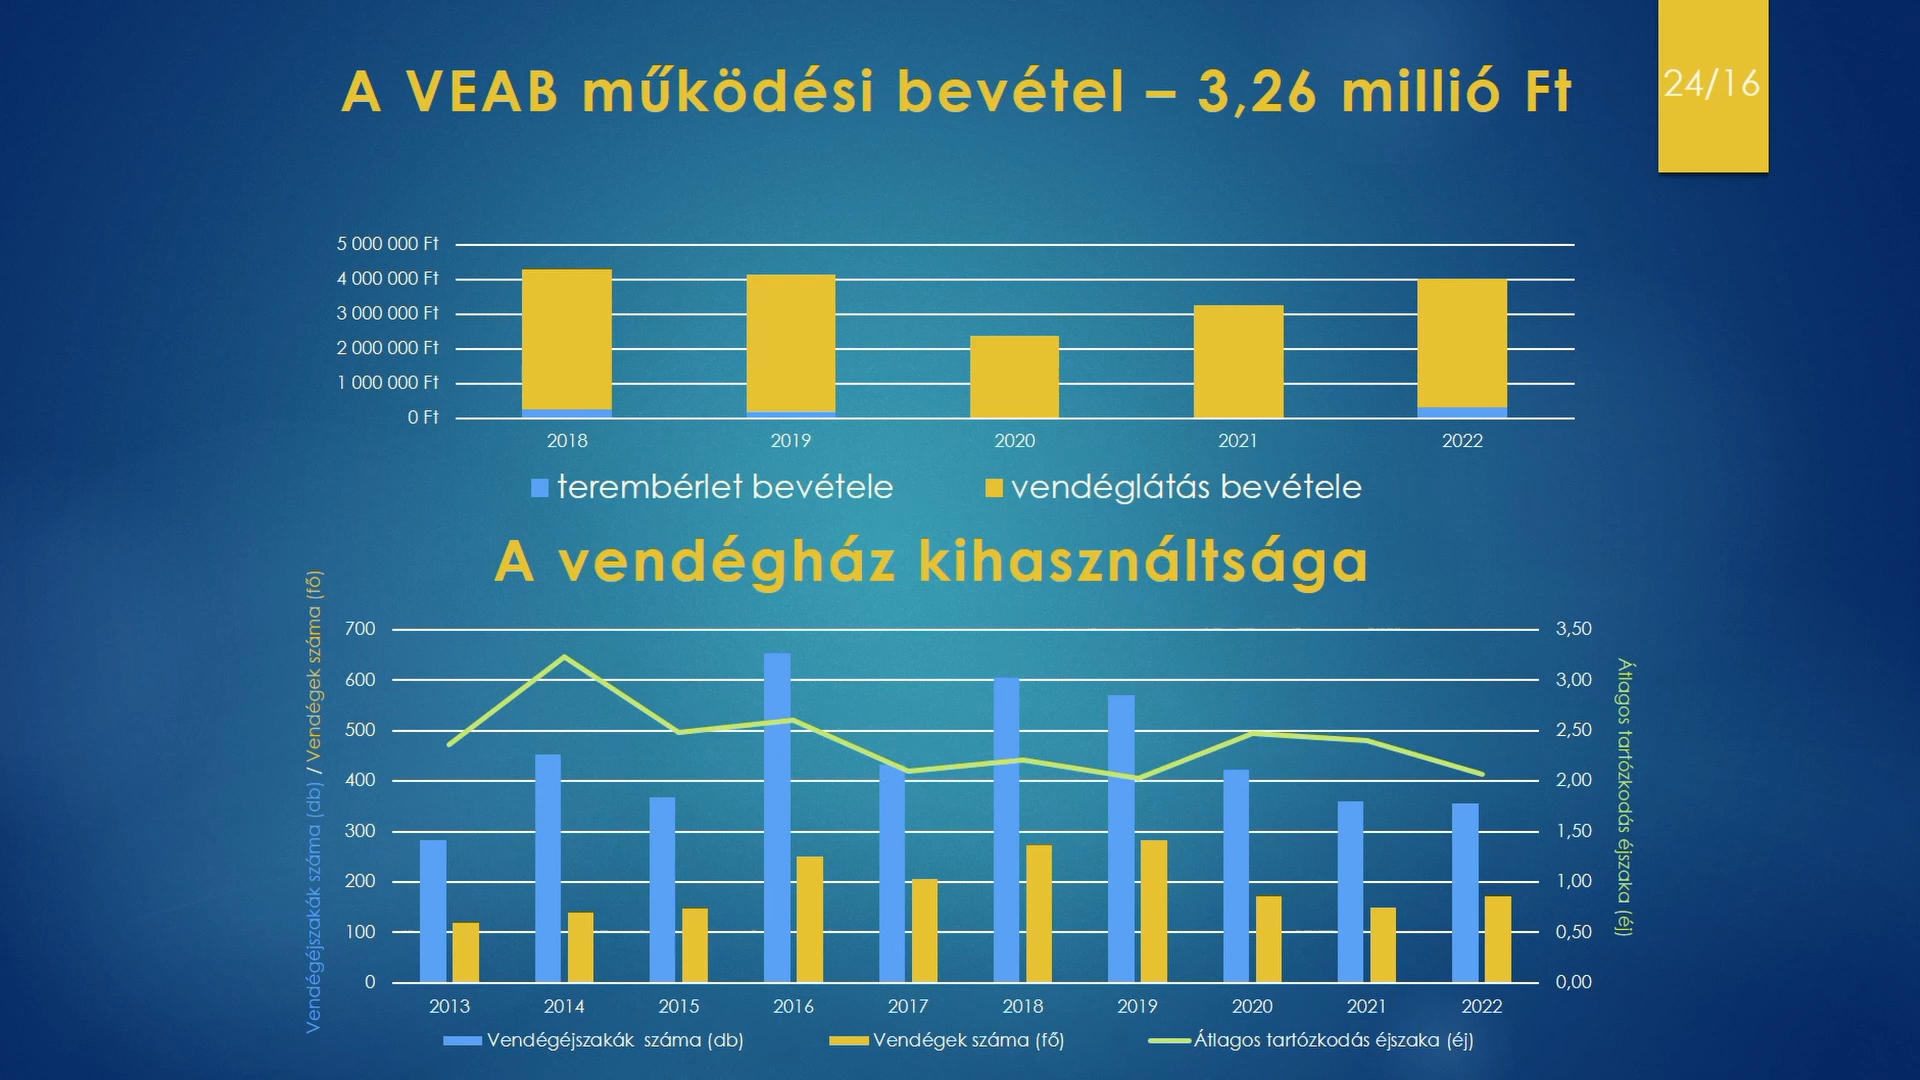 A VEAB működési bevétel – 3,26 millió Ft
24/16
5 000 000 Ft
4 000 000 Ft
3 000 000 Ft
2 000 000 Ft
1 000 000 Ft
0 Ft
2018 2019 2020 2021 2022
terembérlet bevétele vendéglátás bevétele
A vendégház kihasználtsága
Vendégéjszakák száma (db) / Vendégek száma (fő)
700
600
500
400
300
200
100
0
3,50
3,00
2,50
2,00
1,50
1,00
0,50
0,00
Átlagos tartózkodás éjszaka (éj)
2013 2014 2015 2016 2017 2018 2019 2020 2021 2022
Vendégéjszakák száma (db) Vendégek száma (fő) Átlagos tartózkodás éjszaka (éj)